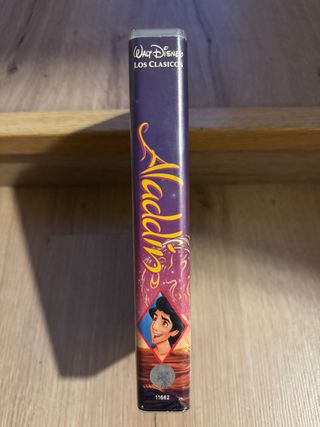 WALT DISNEY
LOS CLASICOS
Aladdin
11662